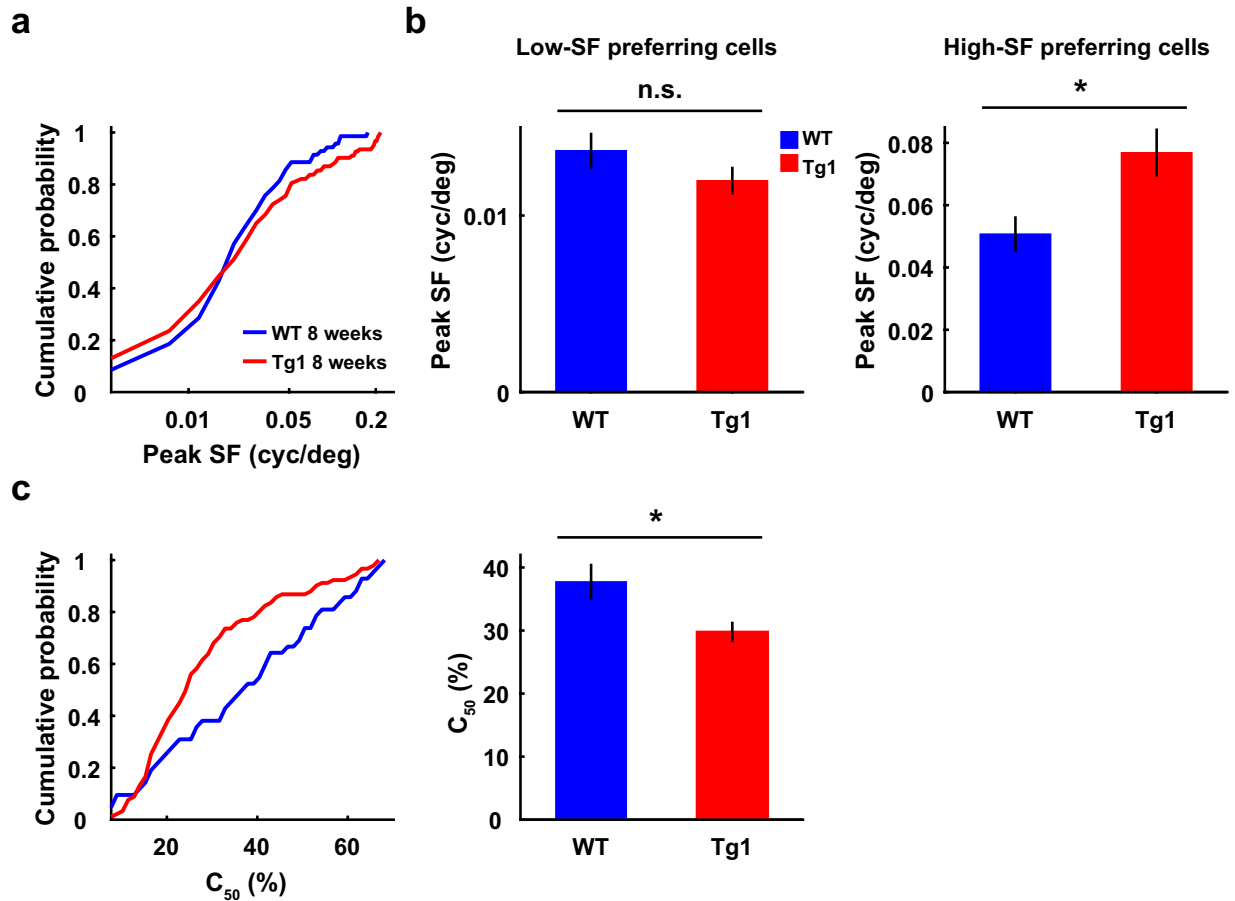 a
Cumulative probability
1
0.8
0.6
0.4
0.2
0
WT 8 weeks
Tg1 8 weeks
0.01 0.05 0.2
Peak SF (cyc/deg)
b
Low-SF preferring cells
n.s.
Peak SF (cyc/deg)
0.01
0
WT
Tg1
WT Tg1
High-SF preferring cells
*
Peak SF (cyc/deg)
0.08
0.06
0.04
0.02
0
WT Tg1
c
Cumulative probability
1
0.8
0.6
0.4
0.2
0
20 40 60
C50 (%)
*
C50 (%)
40
30
20
10
0
WT Tg1